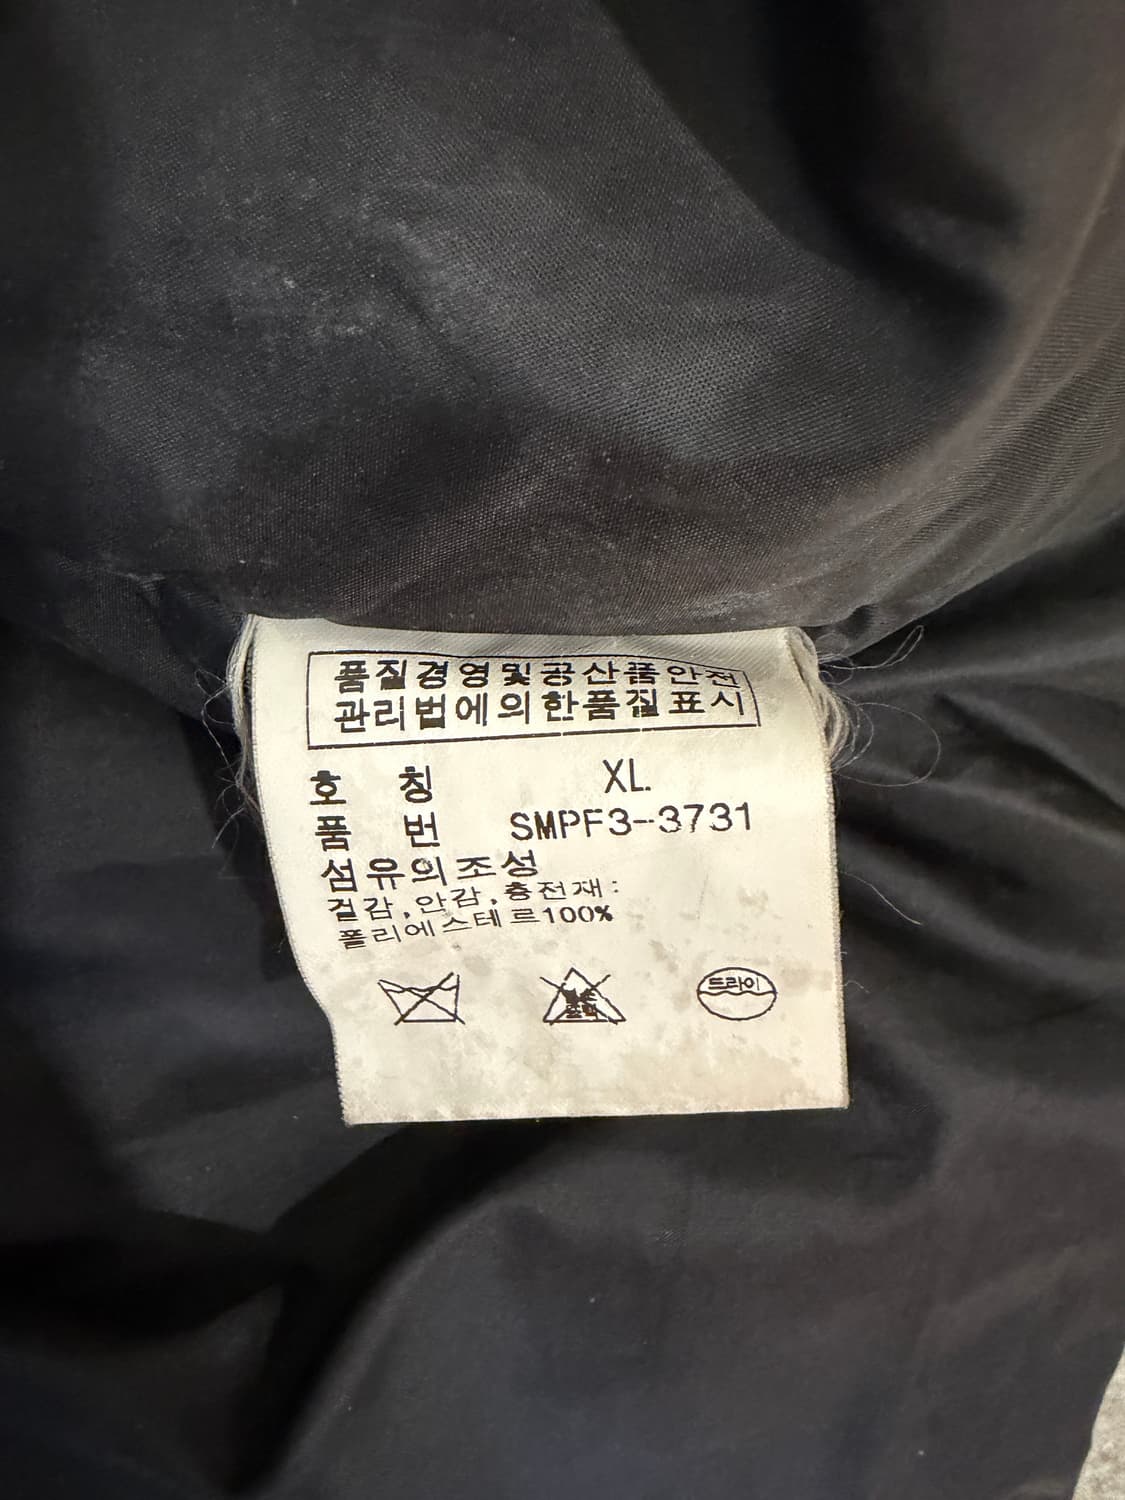 품질경영및공산품안전
관리법에의한품질표시
호 칭 XL
품 번 SMPF3-3731
섬유의조성
겉감,안감,충전재:
폴리에스테르100%
드라이